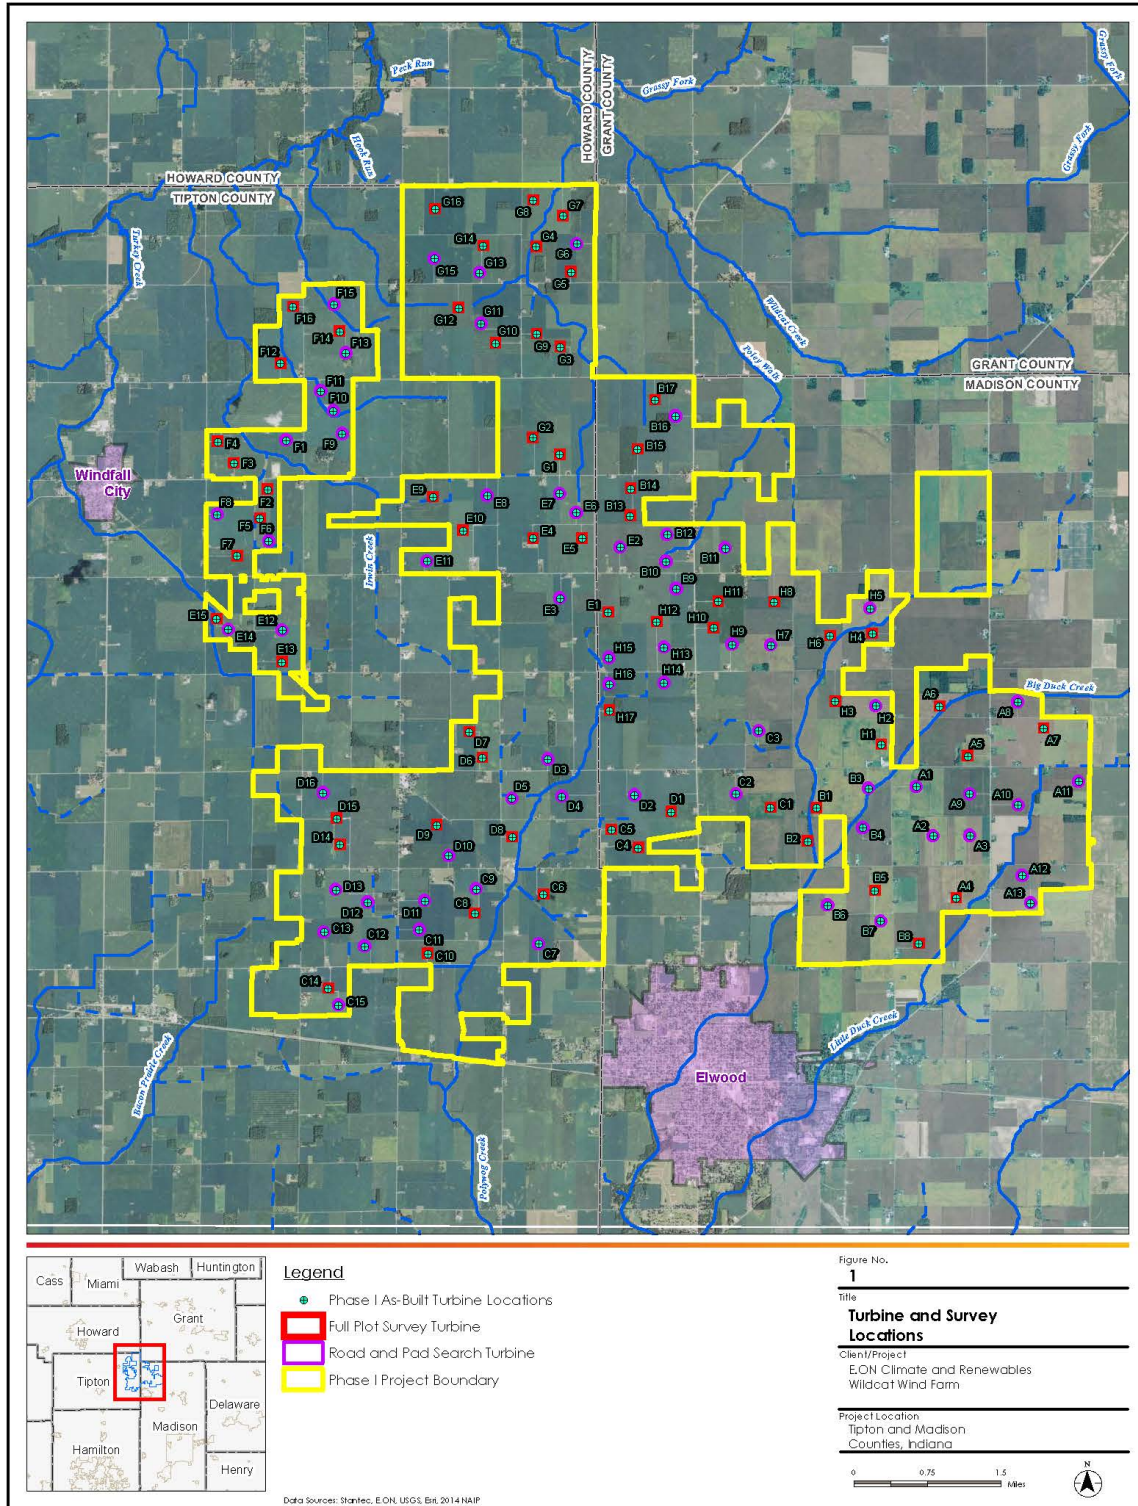 Peck Run
Grassy Fork
Grassy Fork
HOWARD COUNTY
GRANT COUNTY
Hook Run
Grassy Fork
HOWARD COUNTY
TIPTON COUNTY
Turkey Creek
G16
G8
G7
G14
G4
G6
G15
G13
G5
F15
F16
G12
G11
G10
Wildcat Creek
F14
F13
G9
G3
Poley Walk
F12
GRANT COUNTY
MADISON COUNTY
F11
F10
B17
B16
F4
F1
F9
G2
B15
F3
G1
Windfall
City
F2
E9
E8
E7
B14
F8
F5
F6
E10
E6
B13
E4
E5
E2
B12
F7
E11
B10
B11
Irwin Creek
B9
E3
H11
H8
H5
E15
E1
H12
H10
E14
E12
H9
H7
H6
H4
E13
H15
H13
H16
H14
Big Duck Creek
H17
H3
H2
A6
A8
D7
C3
H1
A7
D6
D3
A5
D16
D5
D4
D2
C2
B3
A1
A11
D15
D1
C1
B1
A9
A10
D9
D8
C5
B4
A2
A3
D14
C4
B2
D10
D13
C9
C6
B5
A12
D12
D11
C8
B6
A4
A13
C13
C12
C11
C7
B7
C10
B8
C14
C15
Little Duck Creek
Bacon Prairie Creek
Elwood
Polywog Creek
Cass
Miami
Wabash
Huntington
Howard
Grant
Tipton
Delaware
Madison
Hamilton
Henry
Legend
Phase I As-Built Turbine Locations
Full Plot Survey Turbine
Road and Pad Search Turbine
Phase I Project Boundary
Data Sources: Stantec, E.ON, USGS, Esri, 2014 NAIP
Figure No.
1
Title
Turbine and Survey
Locations
Client/Project
E.ON Climate and Renewables
Wildcat Wind Farm
Project Location
Tipton and Madison
Counties, Indiana
0 0.75 1.5
Miles
N